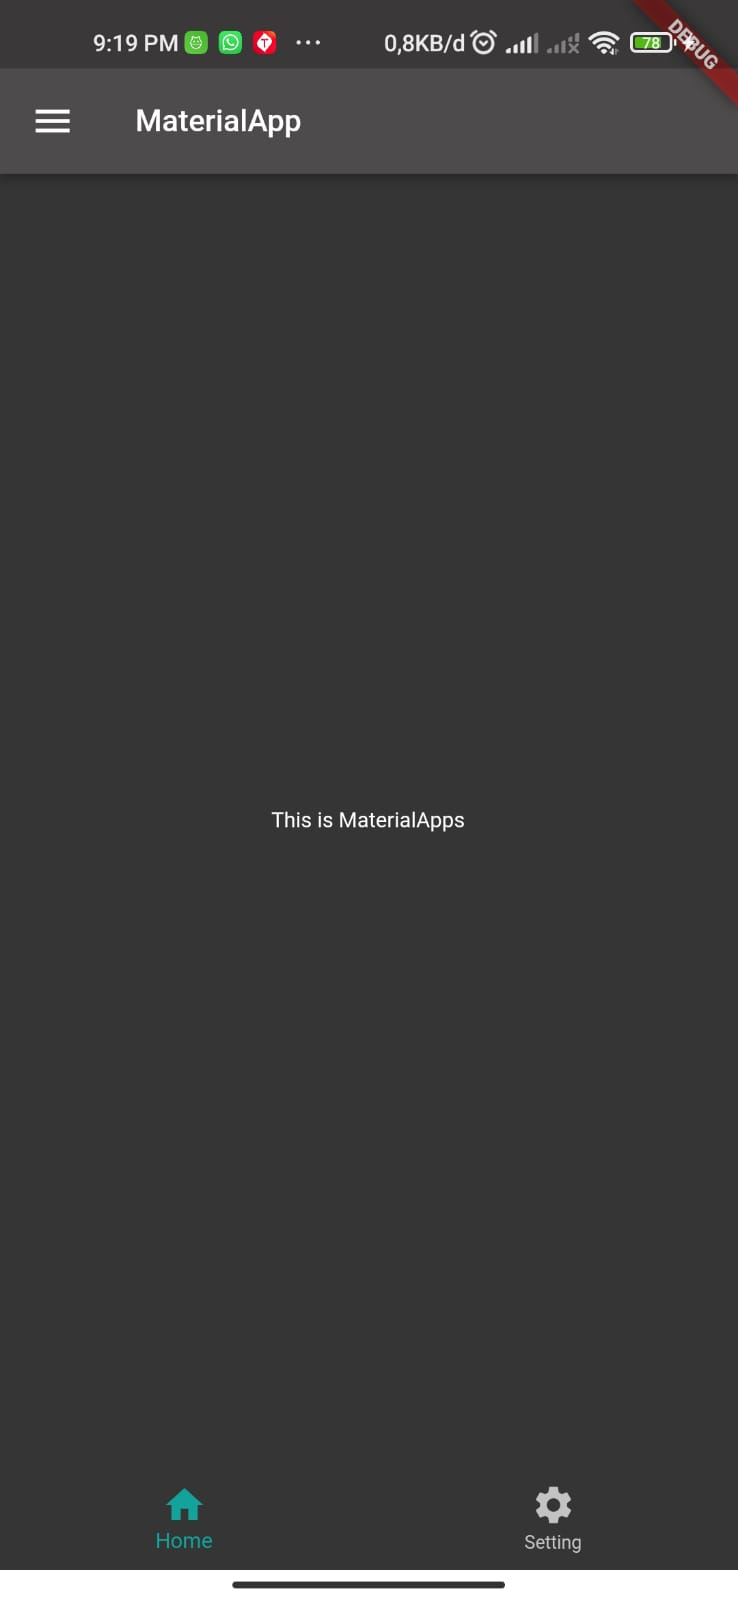 9:19 PM ··· 0,8KB/d 78
DEBUG
MaterialApp
This is MaterialApps
Home
Setting